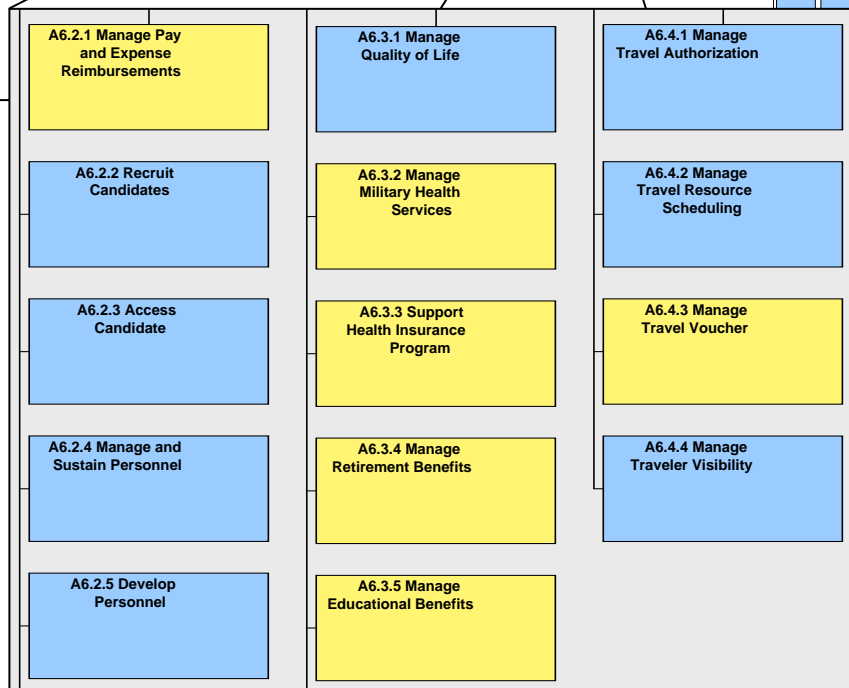 A6.2.1 Manage Pay
and Expense
Reimbursements
A6.2.2 Recruit
Candidates
A6.2.3 Access
Candidate
A6.2.4 Manage and
Sustain Personnel
A6.2.5 Develop
Personnel
A6.3.1 Manage
Quality of Life
A6.3.2 Manage
Military Health
Services
A6.3.3 Support
Health Insurance
Program
A6.3.4 Manage
Retirement Benefits
A6.3.5 Manage
Educational Benefits
A6.4.1 Manage
Travel Authorization
A6.4.2 Manage
Travel Resource
Scheduling
A6.4.3 Manage
Travel Voucher
A6.4.4 Manage
Traveler Visibility